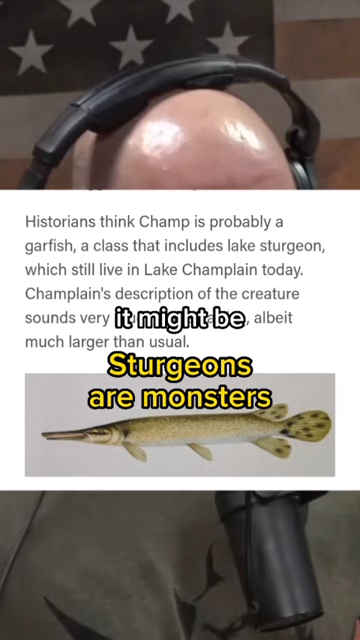 Historians think Champ is probably a
garfish, a class that includes lake sturgeon,
which still live in Lake Champlain today.
Champlain's description of the creature
sounds very
it might be
, albeit
much larger than usual.
Sturgeons
are monsters